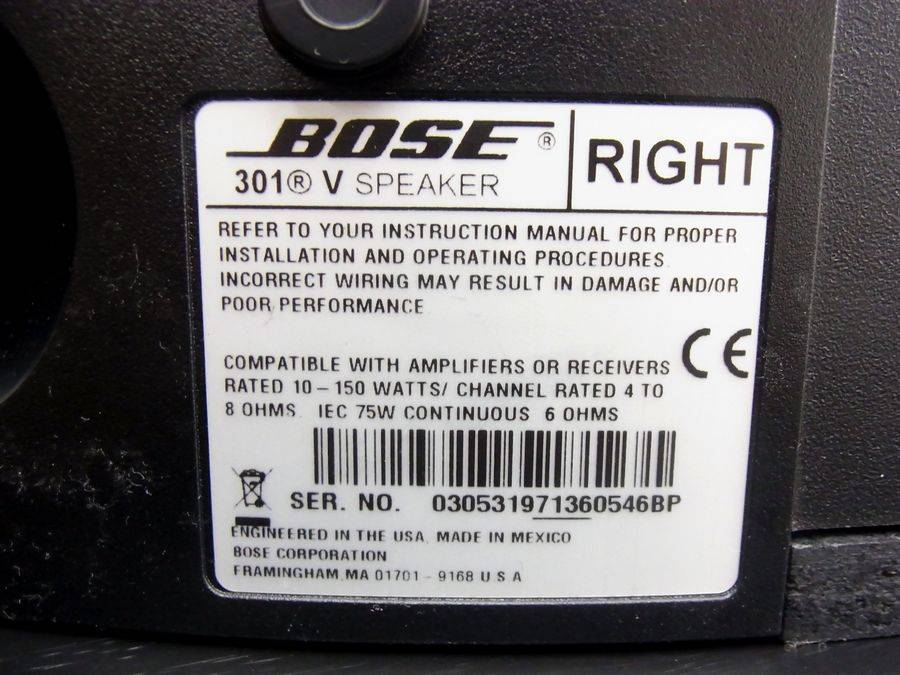 BOSE®
301® V SPEAKER
RIGHT
REFER TO YOUR INSTRUCTION MANUAL FOR PROPER
INSTALLATION AND OPERATING PROCEDURES.
INCORRECT WIRING MAY RESULT IN DAMAGE AND/OR
POOR PERFORMANCE
COMPATIBLE WITH AMPLIFIERS OR RECEIVERS
RATED 10 – 150 WATTS/ CHANNEL RATED 4 TO
8 OHMS. IEC 75W CONTINUOUS 6 OHMS
CE
SER. NO. 030531971360546BP
ENGINEERED IN THE USA, MADE IN MEXICO
BOSE CORPORATION
FRAMINGHAM, MA 01701 - 9168 U S A